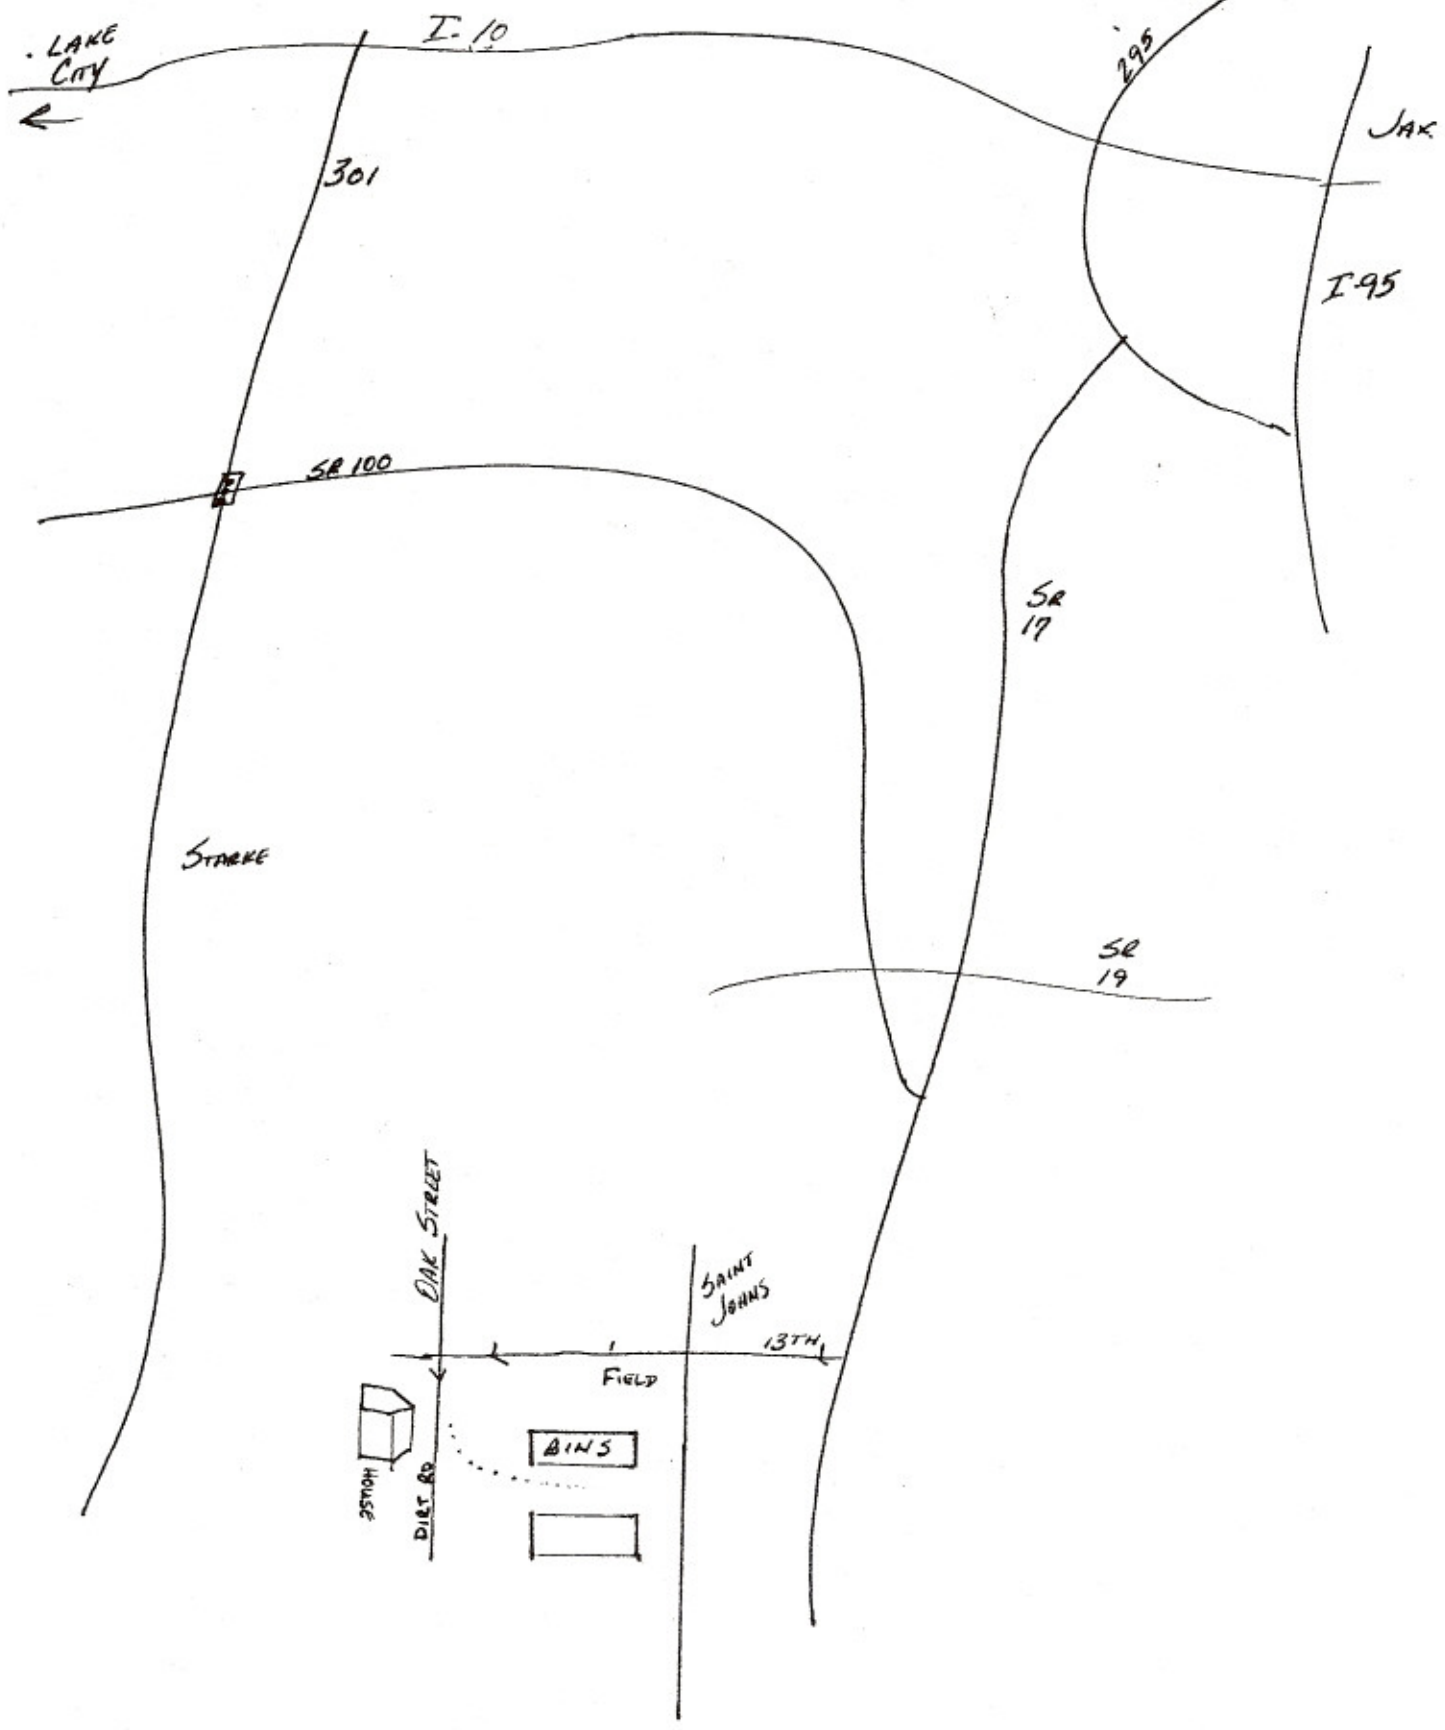 LAKE
CITY
I-10
295
JAX.
301
I-95
SR 100
SR
17
STARKE
SR
19
OAK STREET
SAINT
JOHNS
13TH
FIELD
BINS
HOUSE
DIRT RD